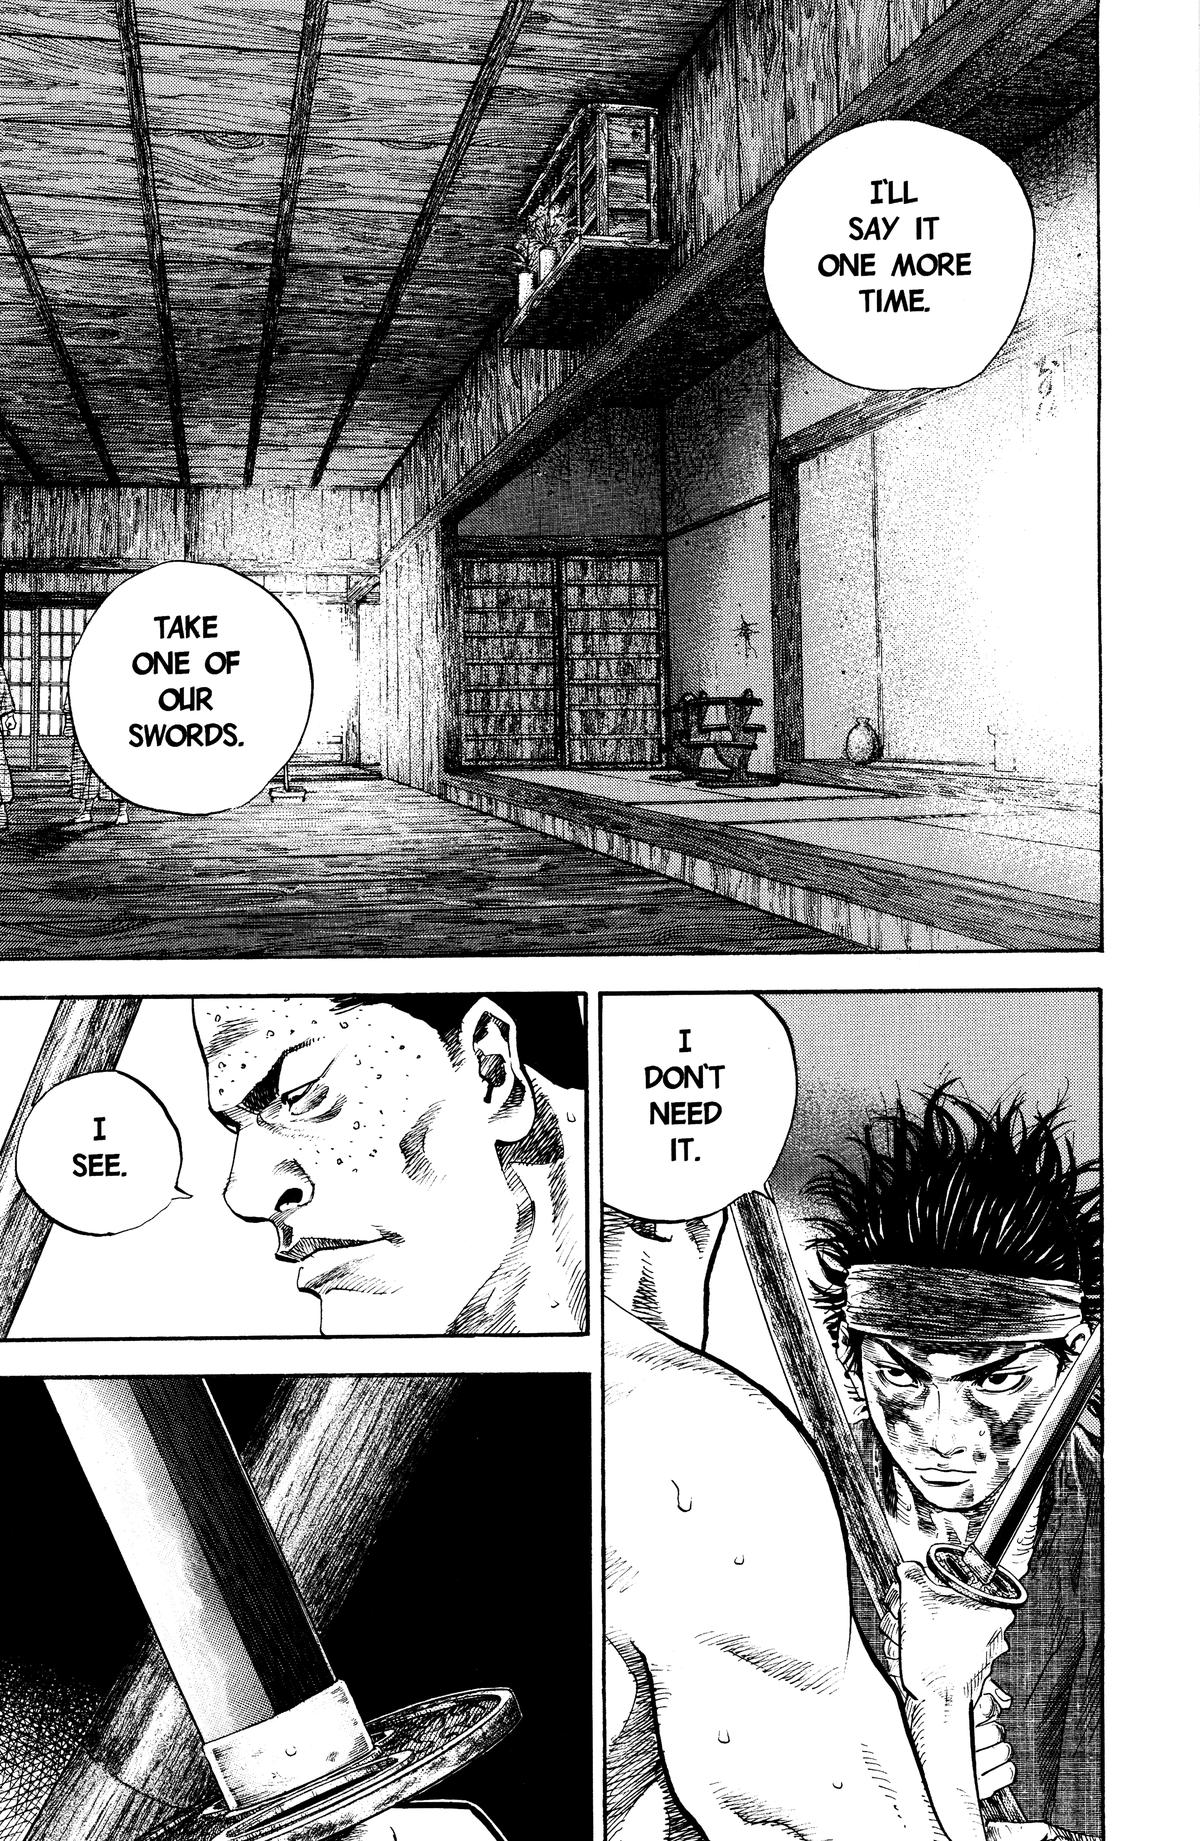 I'LL
SAY IT
ONE MORE
TIME.
TAKE
ONE OF
OUR
SWORDS.
I
DON'T
NEED
IT.
I
SEE.